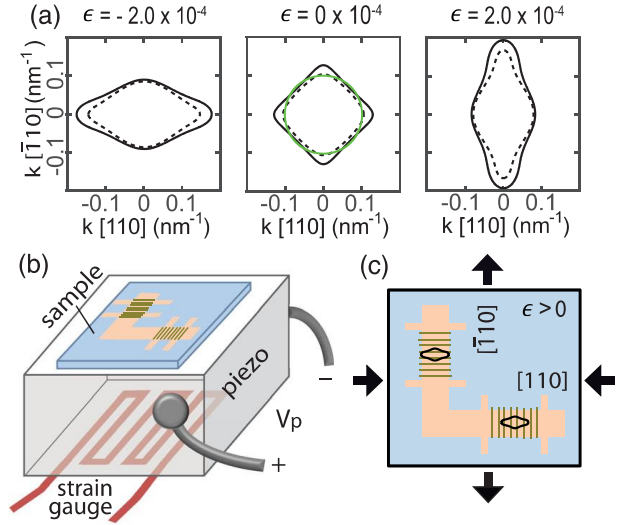 (a) ϵ = - 2.0 x 10⁻⁴ ϵ = 0 x 10⁻⁴ ϵ = 2.0 x 10⁻⁴
k [1̅10] (nm⁻¹)
0.1
0
-0.1
-0.1 0 0.1 -0.1 0 0.1 -0.1 0 0.1
k [110] (nm⁻¹) k [110] (nm⁻¹) k [110] (nm⁻¹)
(b)
sample
piezo
Vp
−
+
strain
gauge
(c)
ϵ > 0
[1̅10]
[110]